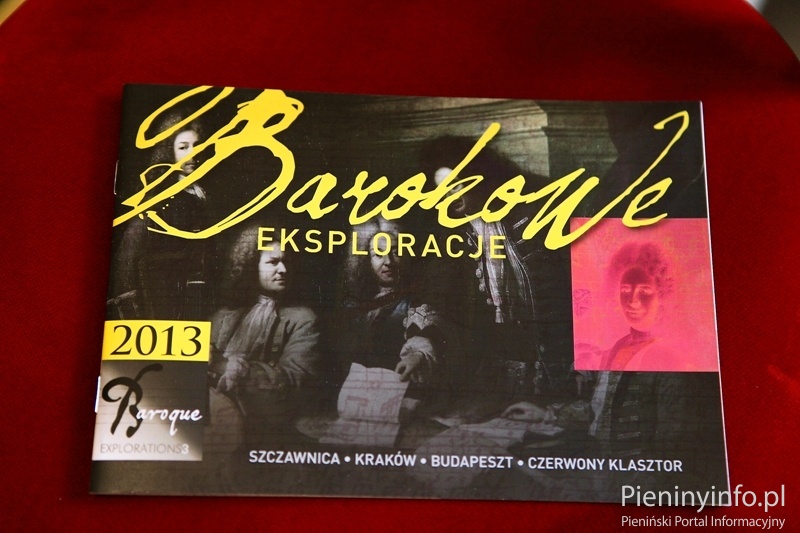 Barokowe
EKSPLORACJE
2013
Baroque
EXPLORATIONS3
SZCZAWNICA • KRAKÓW • BUDAPESZT • CZERWONY KLASZTOR
Pieninyinfo.pl
Pieniński Portal Informacyjny